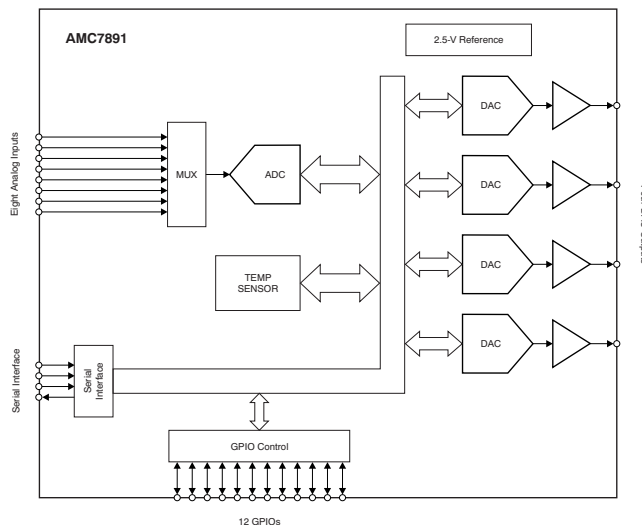 AMC7891
2.5-V Reference
DAC
DAC
DAC
DAC
MUX
ADC
TEMP
SENSOR
Eight Analog Inputs
Serial Interface
Serial
Interface
GPIO Control
12 GPIOs